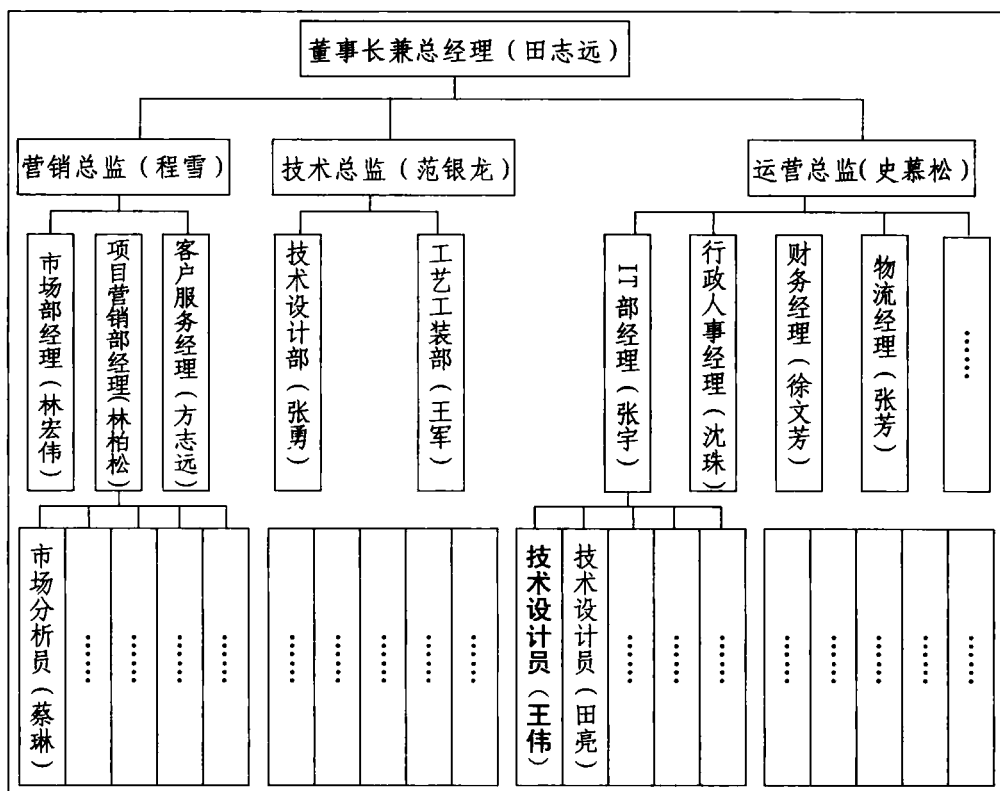 董事长兼总经理（田志远）
营销总监（程雪）
技术总监（范银龙）
运营总监（史慕松）
市场部经理（林宏伟）
项目营销部经理（林柏松）
客户服务经理（方志远）
技术设计部（张勇）
工艺工装部（王军）
IT部经理（张宇）
行政人事经理（沈珠）
财务经理（徐文芳）
物流经理（张芳）
……
市场分析员（蔡琳）
……
……
……
……
……
……
……
……
……
技术设计员（王伟）
技术设计员（田亮）
……
……
……
……
……
……
……
……